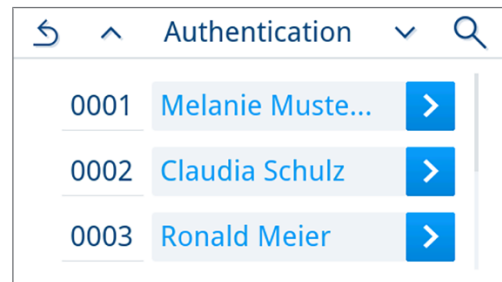 Authentication
0001 Melanie Muste...
0002 Claudia Schulz
0003 Ronald Meier